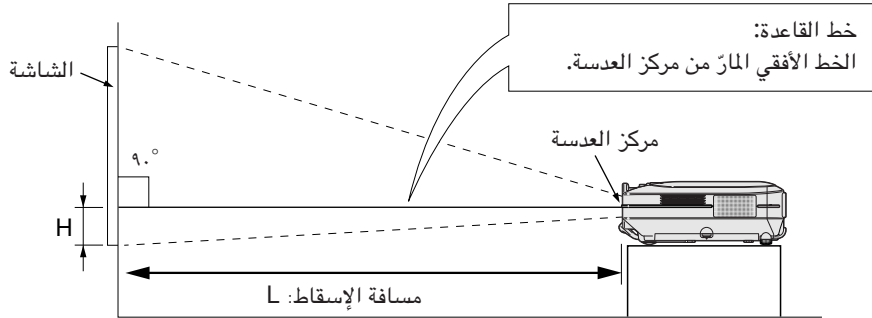 خط القاعدة:
الخط الأفقي المارّ من مركز العدسة.
الشاشة
مركز العدسة
٩٠°
H
مسافة الإسقاط: L